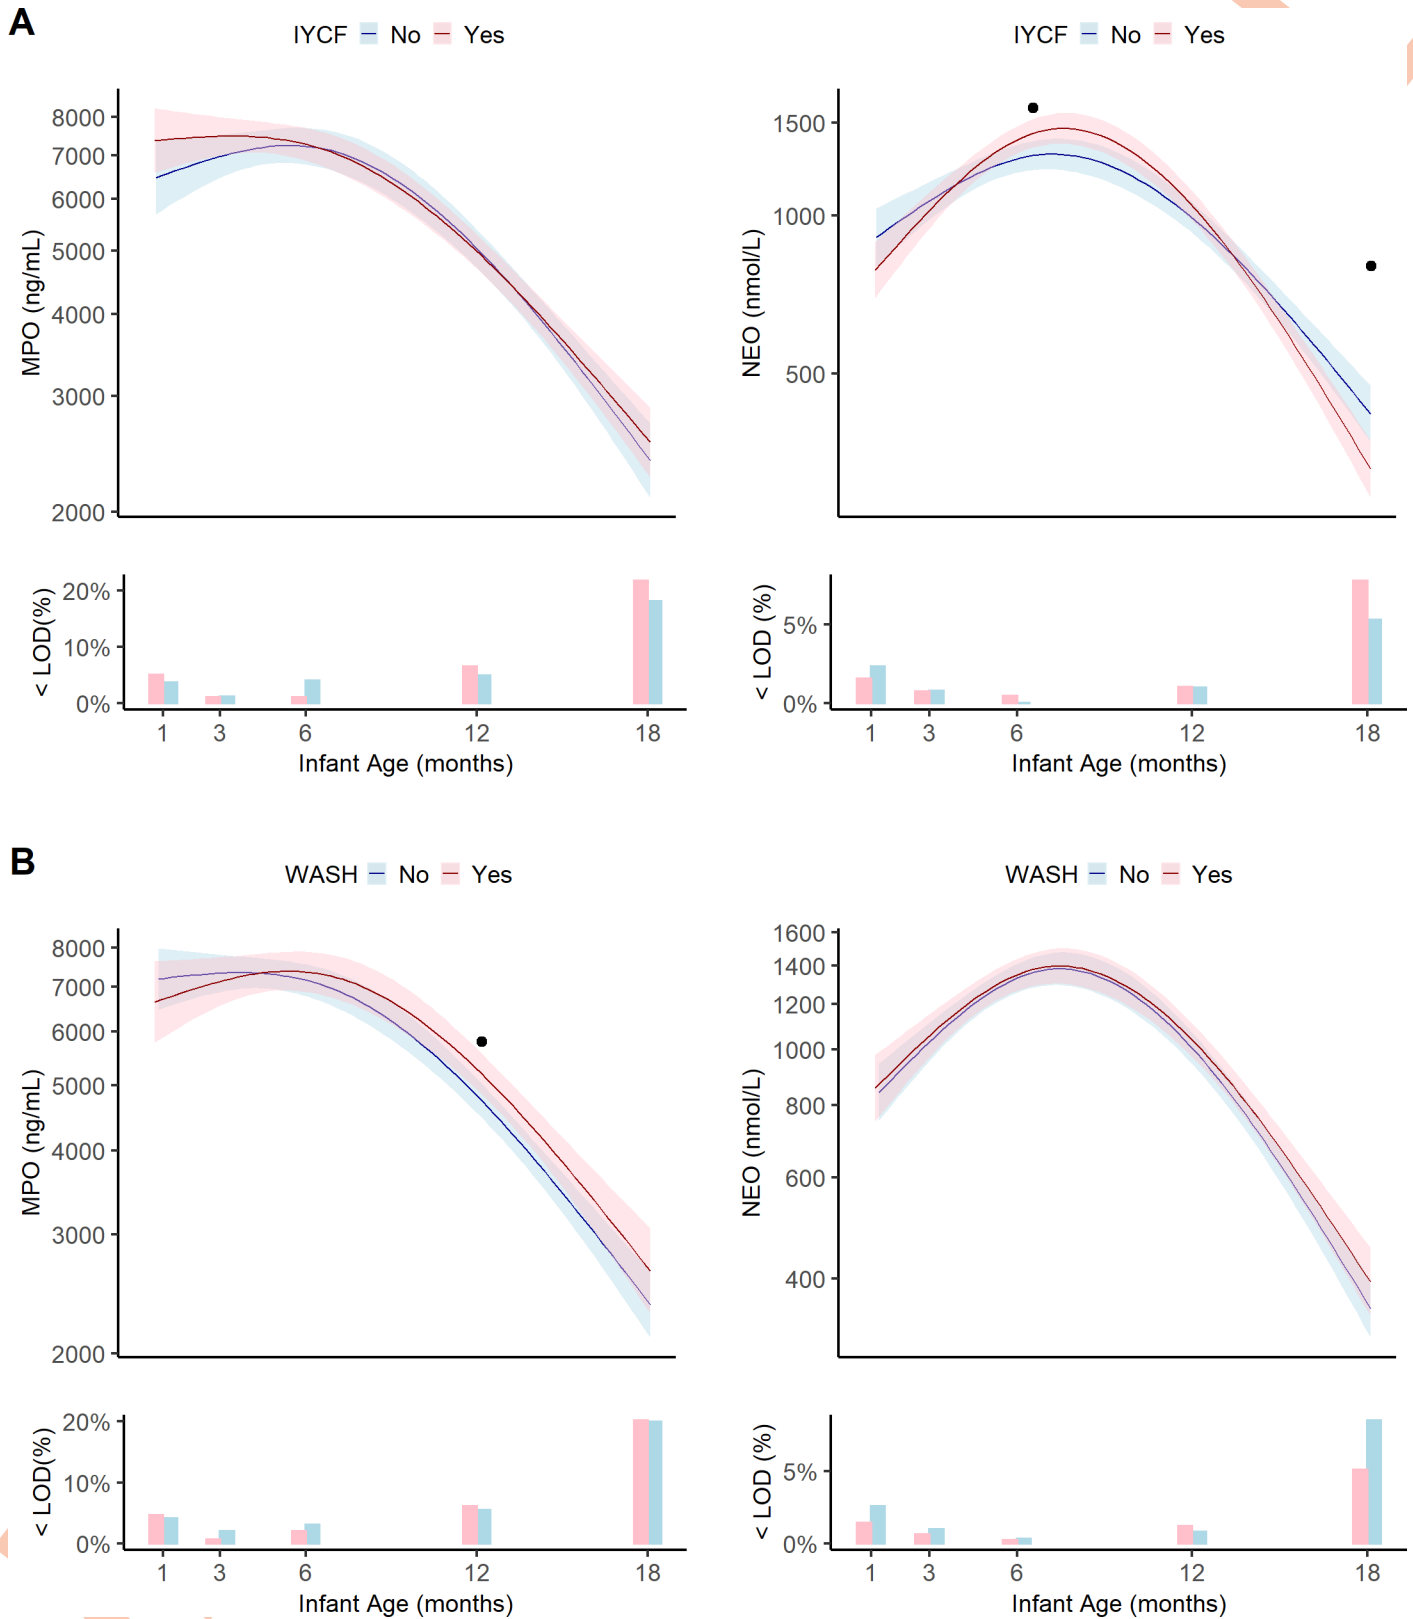 A
IYCF No Yes
IYCF No Yes
MPO (ng/mL)
8000
7000
6000
5000
4000
3000
2000
NEO (nmol/L)
1500
1000
500
< LOD(%)
20%
10%
0%
1 3 6 12 18
Infant Age (months)
< LOD (%)
5%
0%
1 3 6 12 18
Infant Age (months)
B
WASH No Yes
WASH No Yes
MPO (ng/mL)
8000
7000
6000
5000
4000
3000
2000
NEO (nmol/L)
1600
1400
1200
1000
800
600
400
< LOD(%)
20%
10%
0%
1 3 6 12 18
Infant Age (months)
< LOD (%)
5%
0%
1 3 6 12 18
Infant Age (months)